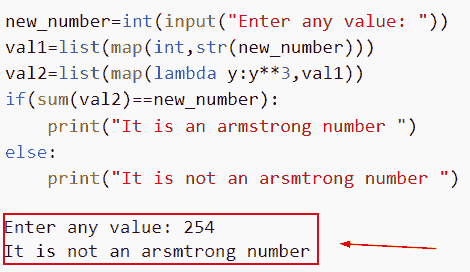 new_number=int(input("Enter any value: "))
val1=list(map(int,str(new_number)))
val2=list(map(lambda y:y**3,val1))
if(sum(val2)==new_number):
    print("It is an armstrong number ")
else:
    print("It is not an arsmtrong number ")
Enter any value: 254
It is not an arsmtrong number